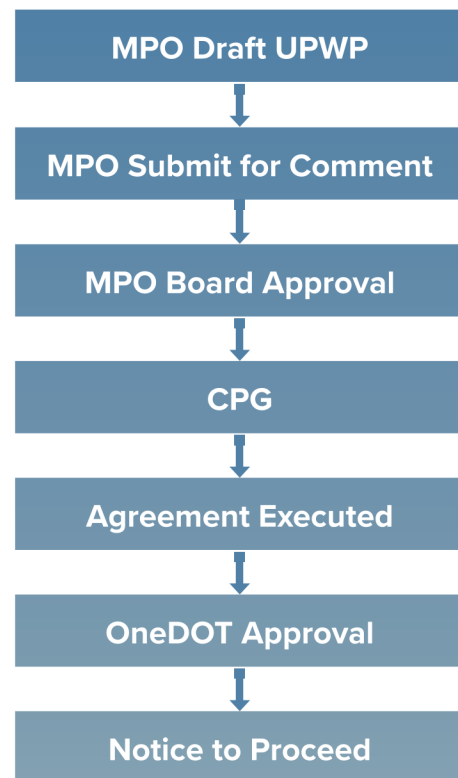 MPO Draft UPWP
MPO Submit for Comment
MPO Board Approval
CPG
Agreement Executed
OneDOT Approval
Notice to Proceed